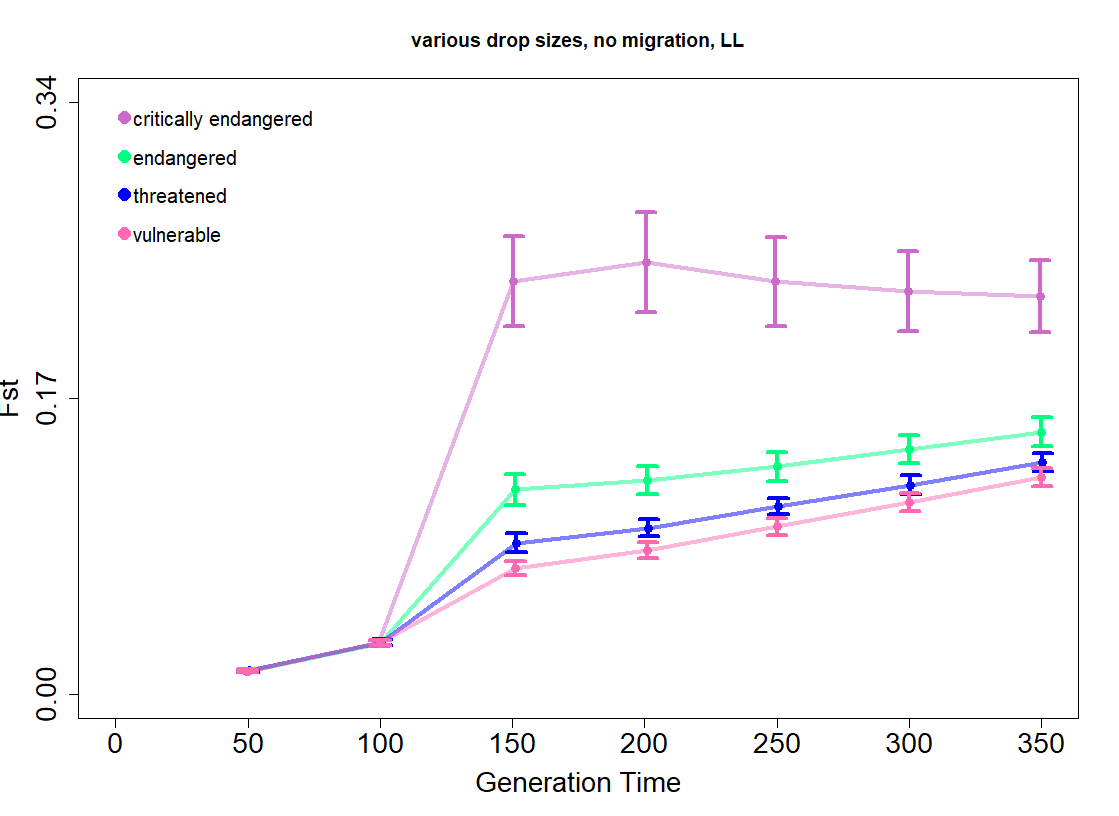 various drop sizes, no migration, LL
critically endangered
endangered
threatened
vulnerable
0.34
0.17
0.00
Fst
0 50 100 150 200 250 300 350
Generation Time